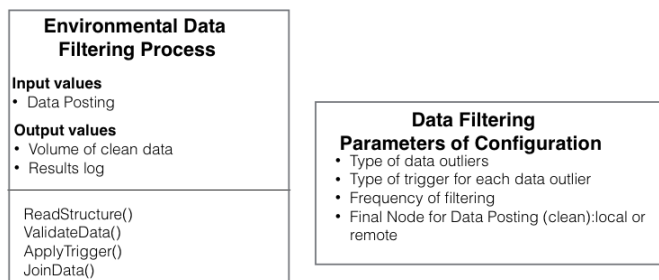 Environmental Data
Filtering Process
Input values
• Data Posting
Output values
• Volume of clean data
• Results log
ReadStructure()
ValidateData()
ApplyTrigger()
JoinData()
Data Filtering
Parameters of Configuration
• Type of data outliers
• Type of trigger for each data outlier
• Frequency of filtering
• Final Node for Data Posting (clean):local or
remote